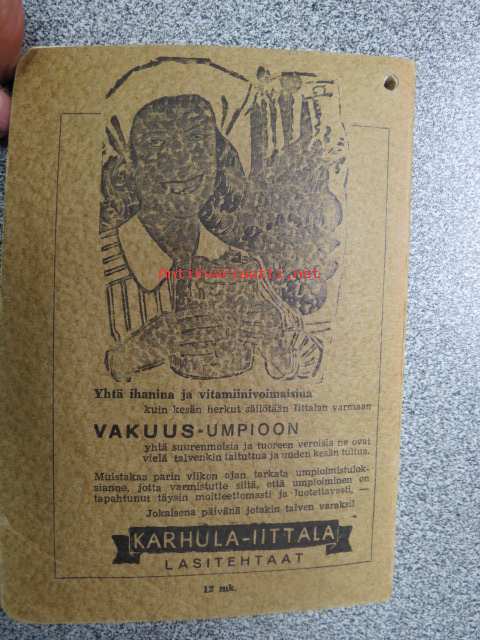 Antikvariaatti.net
Yhtä ihanina ja vitamiinivoimaisina
kuin kesän herkut säilötään Iittalan varmaan
VAKUUS-UMPIOON
yhtä suurenmoisia ja tuoreen veroisia ne ovat
vielä talvenkin taituttua ja uuden kesän tultua.
Muistakaa parin viikon ajan tarkata umpioimistulok-
sianne, jotta varmistutte siitä, että umpioiminen on
tapahtunut täysin moitteettomasti ja luotettavasti, —
Jokaisena päivänä jotakin talven varaksi!
KARHULA-IITTALA
LASITEHTAAT
12 mk.